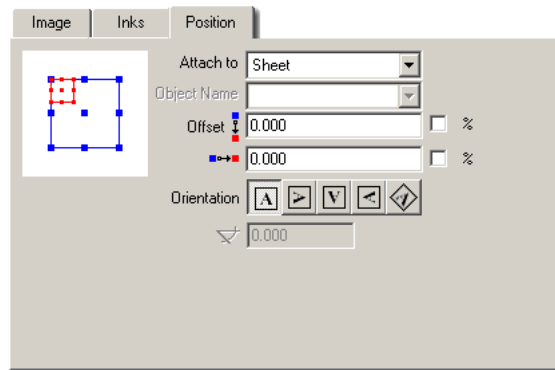 Image Inks Position
Attach to Sheet
Object Name
Offset 0.000 %
0.000 %
Orientation A A V A A
0.000